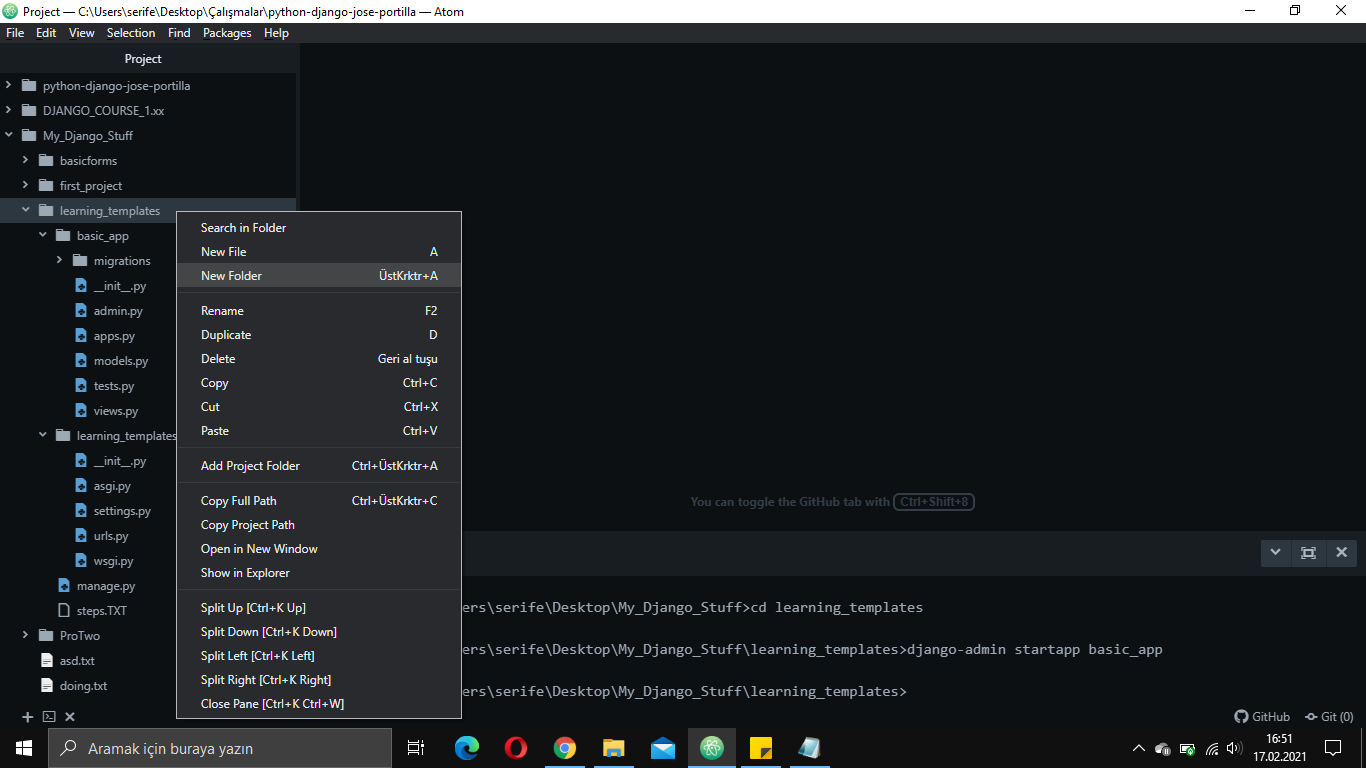 Project — C:\Users\serife\Desktop\Çalışmalar\python-django-jose-portilla — Atom
File Edit View Selection Find Packages Help
Project
python-django-jose-portilla
DJANGO_COURSE_1.xx
My_Django_Stuff
basicforms
first_project
learning_templates
basic_app
migrations
__init__.py
admin.py
apps.py
models.py
tests.py
views.py
learning_templates
__init__.py
asgi.py
settings.py
urls.py
wsgi.py
manage.py
steps.TXT
ProTwo
asd.txt
doing.txt
Search in Folder
New File A
New Folder ÜstKrktr+A
Rename F2
Duplicate D
Delete Geri al tuşu
Copy Ctrl+C
Cut Ctrl+X
Paste Ctrl+V
Add Project Folder Ctrl+ÜstKrktr+A
Copy Full Path Ctrl+ÜstKrktr+C
Copy Project Path
Open in New Window
Show in Explorer
Split Up [Ctrl+K Up]
Split Down [Ctrl+K Down]
Split Left [Ctrl+K Left]
Split Right [Ctrl+K Right]
Close Pane [Ctrl+K Ctrl+W]
You can toggle the GitHub tab with Ctrl+Shift+8
ers\serife\Desktop\My_Django_Stuff>cd learning_templates
ers\serife\Desktop\My_Django_Stuff\learning_templates>django-admin startapp basic_app
ers\serife\Desktop\My_Django_Stuff\learning_templates>
GitHub Git (0)
Aramak için buraya yazın
16:51
17.02.2021